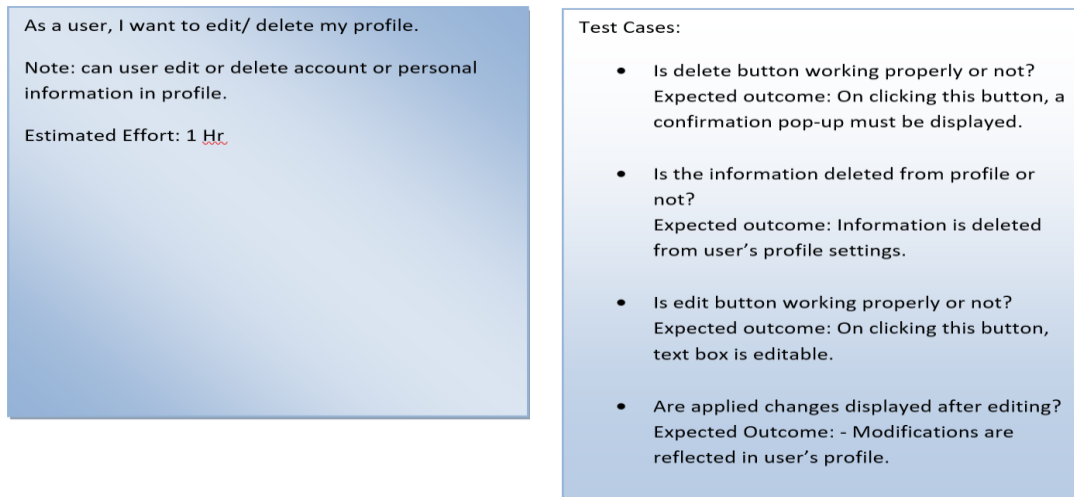 As a user, I want to edit/ delete my profile.
Note: can user edit or delete account or personal
information in profile.
Estimated Effort: 1 Hr
Test Cases:
• Is delete button working properly or not?
Expected outcome: On clicking this button, a
confirmation pop-up must be displayed.
• Is the information deleted from profile or
not?
Expected outcome: Information is deleted
from user’s profile settings.
• Is edit button working properly or not?
Expected outcome: On clicking this button,
text box is editable.
• Are applied changes displayed after editing?
Expected Outcome: - Modifications are
reflected in user’s profile.